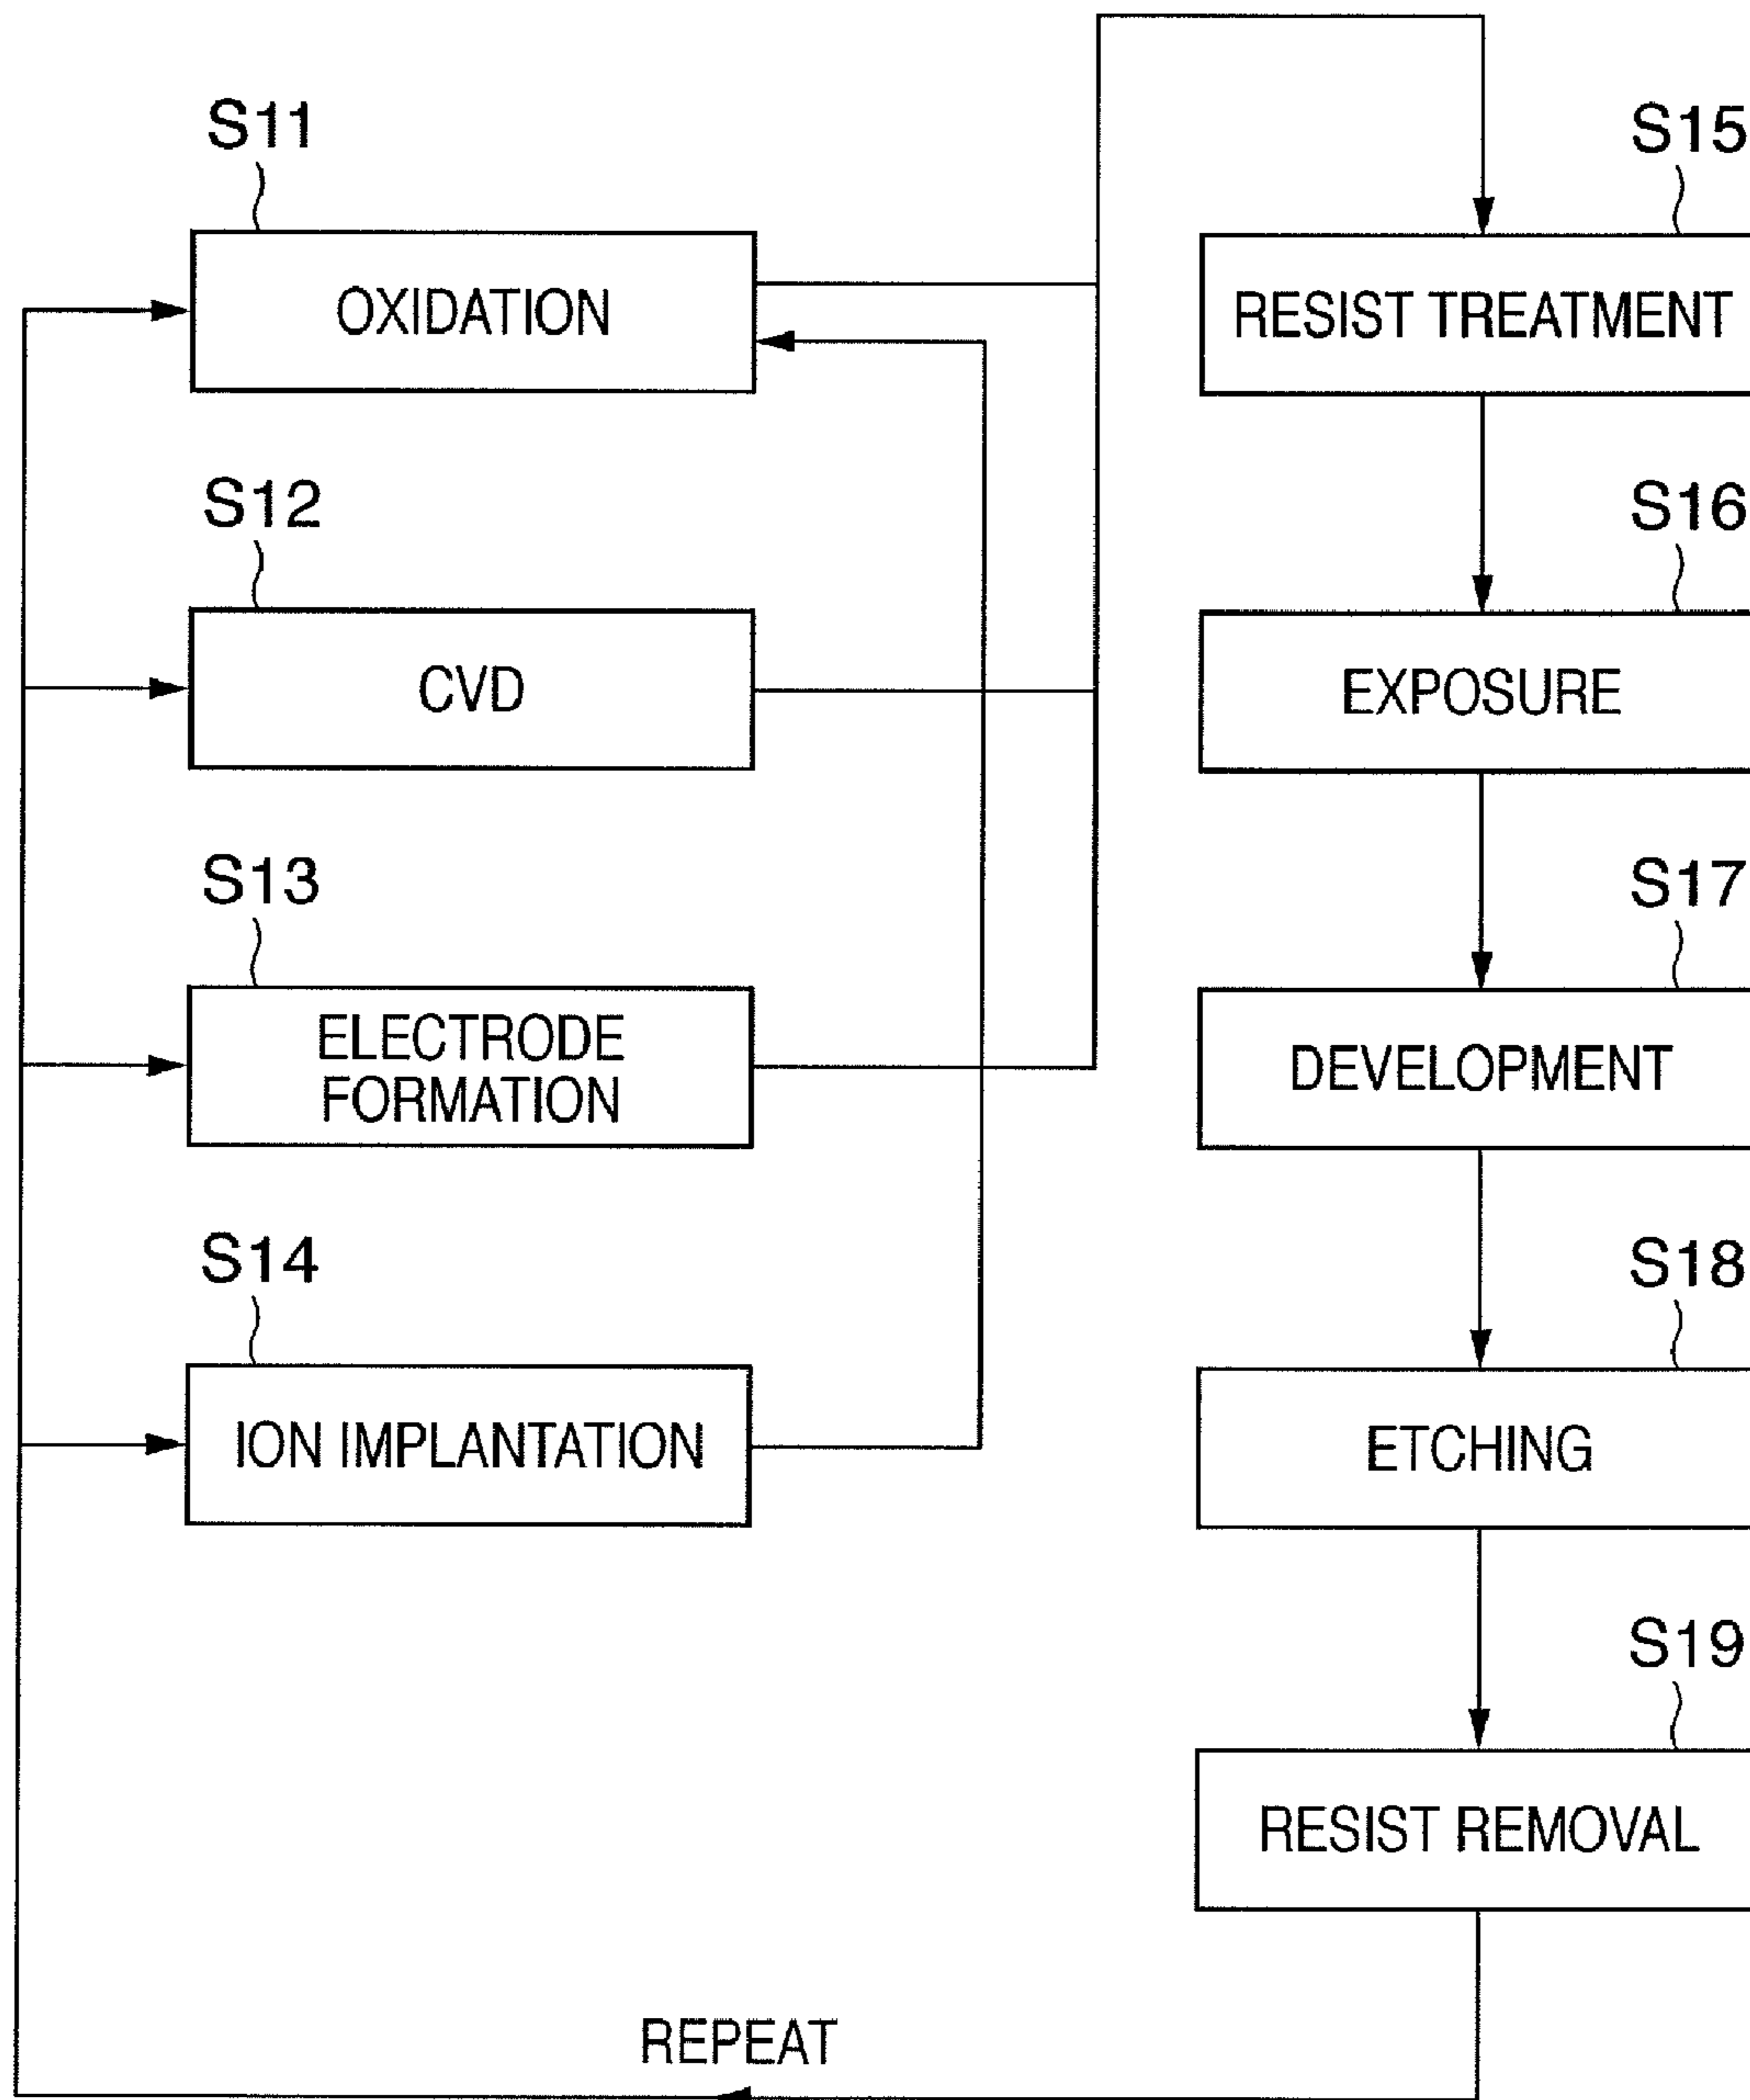 S11
OXIDATION
S12
CVD
S13
ELECTRODE
FORMATION
S14
ION IMPLANTATION
S15
RESIST TREATMENT
S16
EXPOSURE
S17
DEVELOPMENT
S18
ETCHING
S19
RESIST REMOVAL
REPEAT